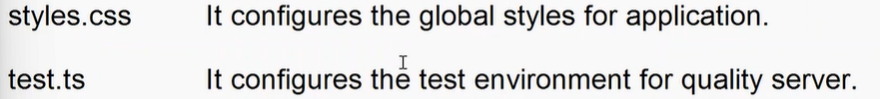 styles.css It configures the global styles for application.
test.ts It configures the test environment for quality server.